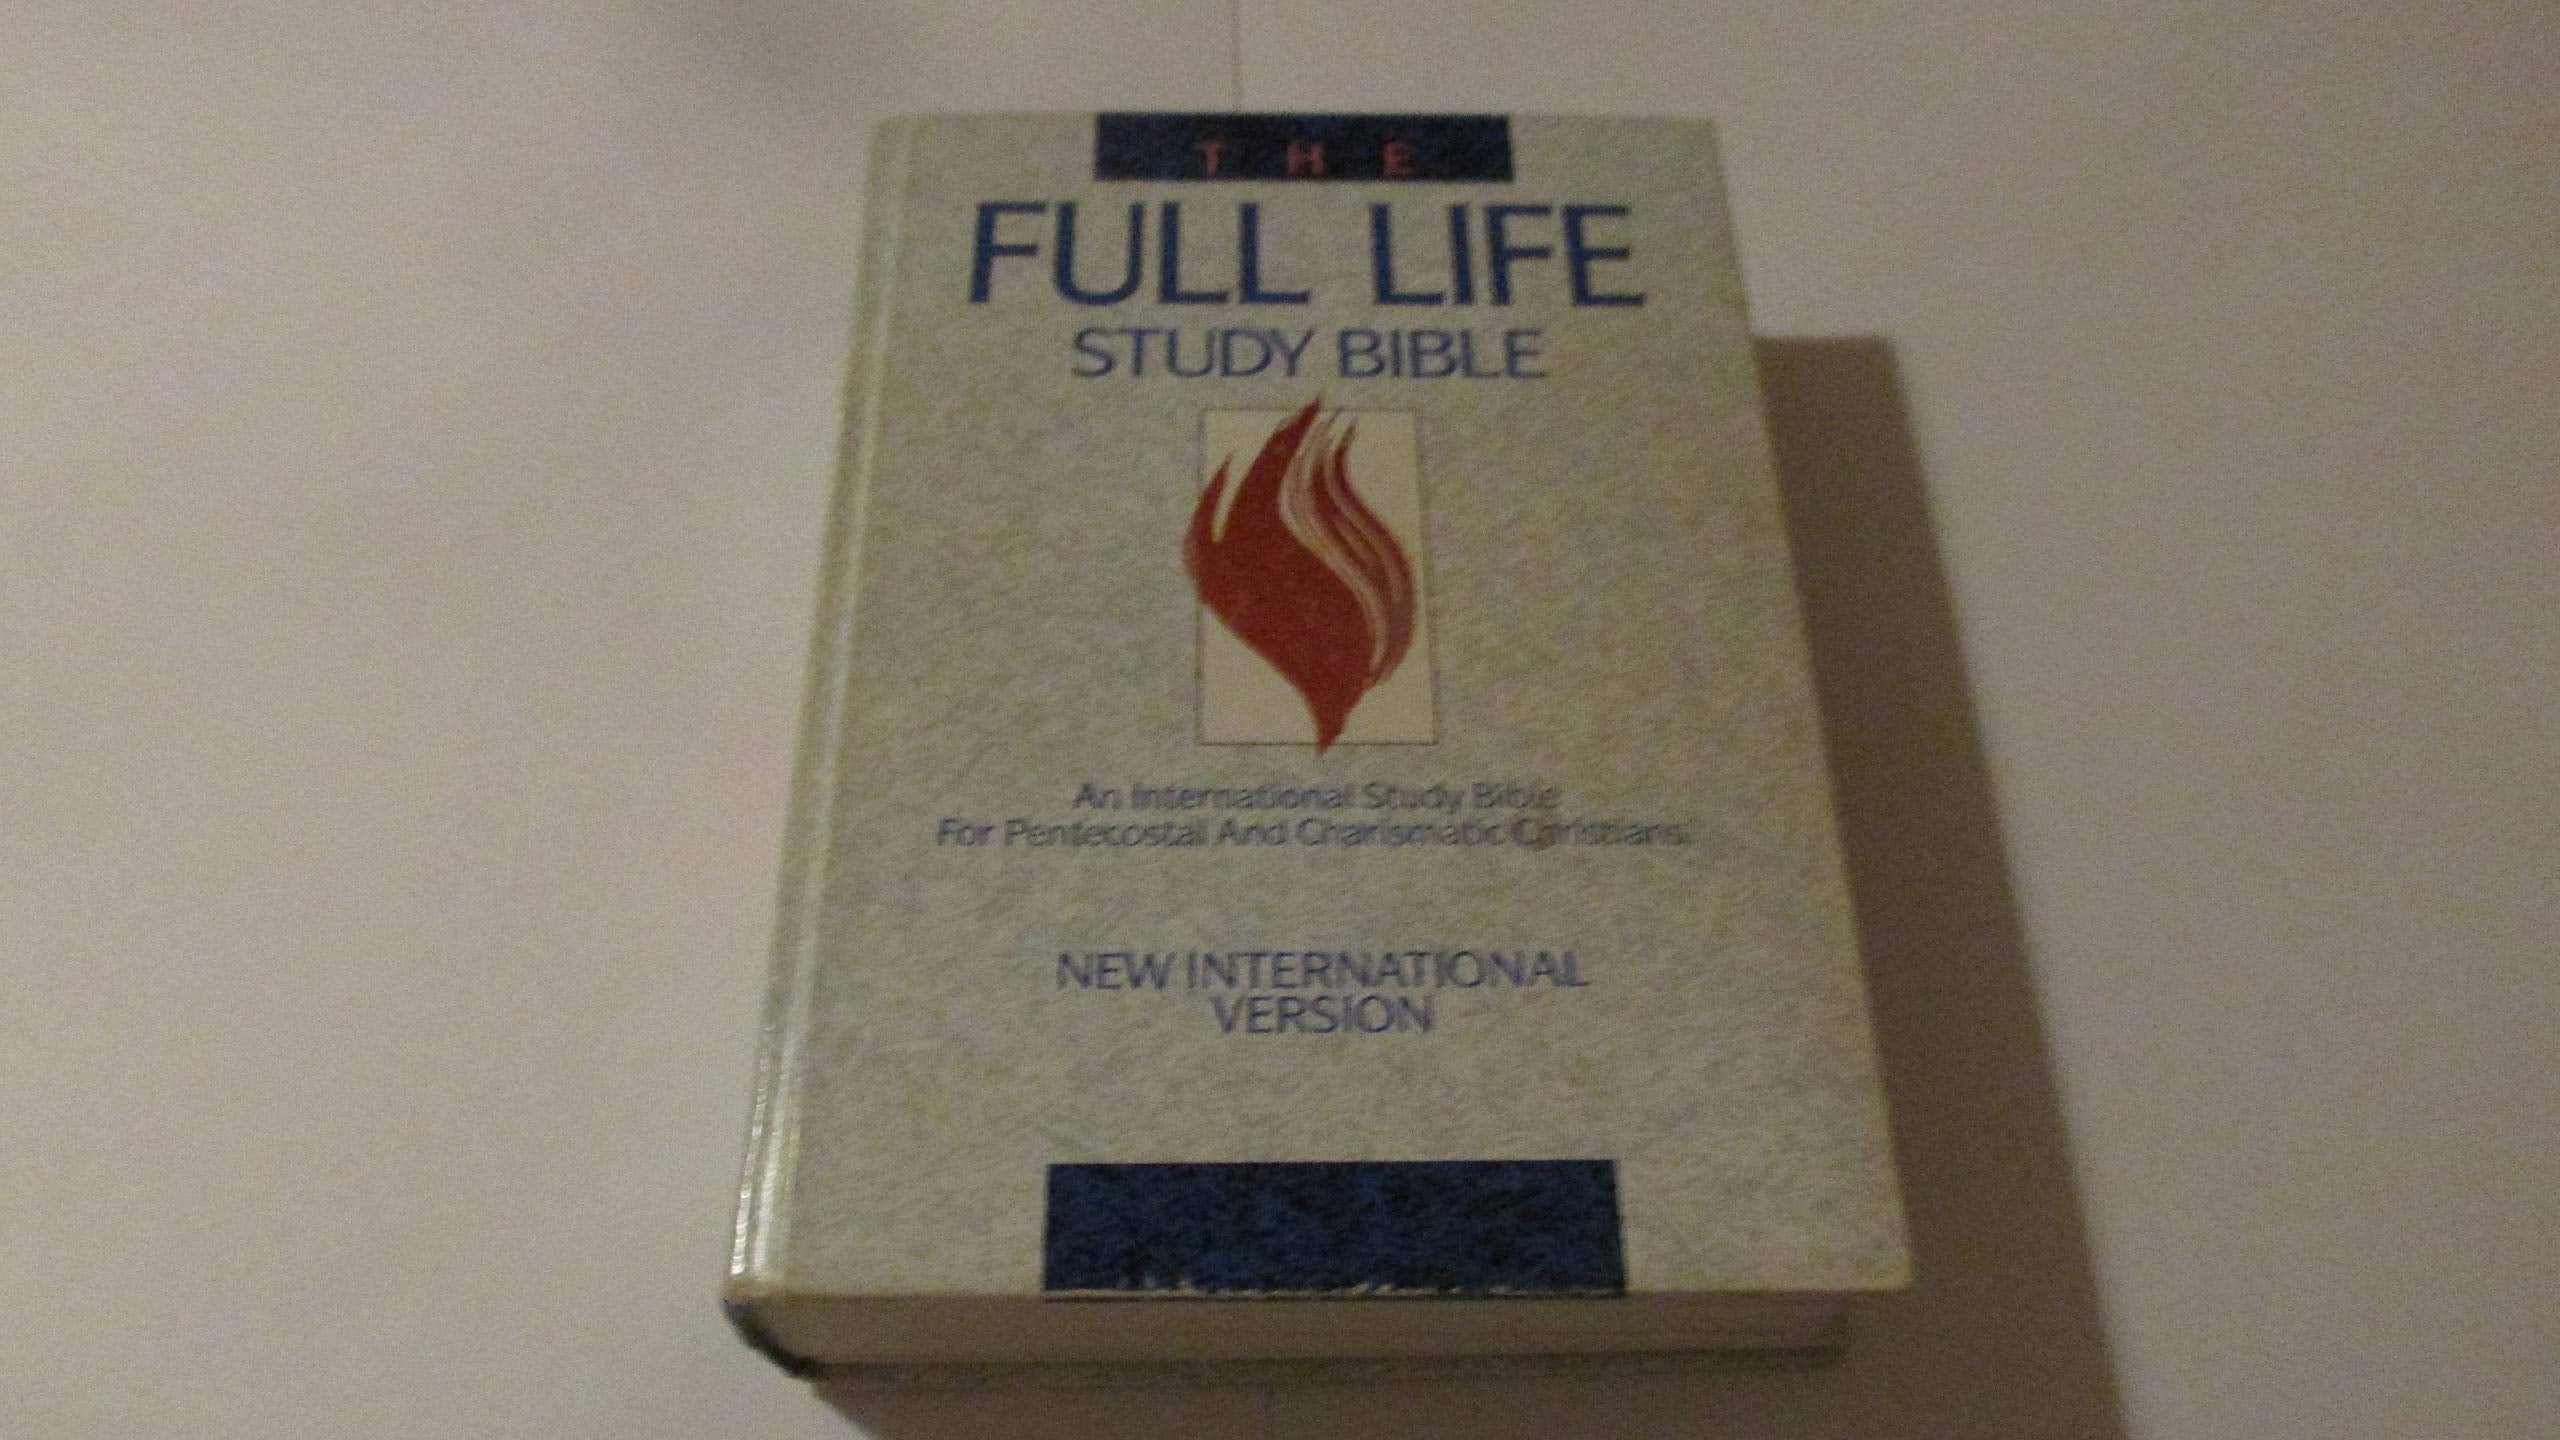 THE
FULL LIFE
STUDY BIBLE
An International Study Bible
For Pentecostal And Charismatic Christians
NEW INTERNATIONAL
VERSION